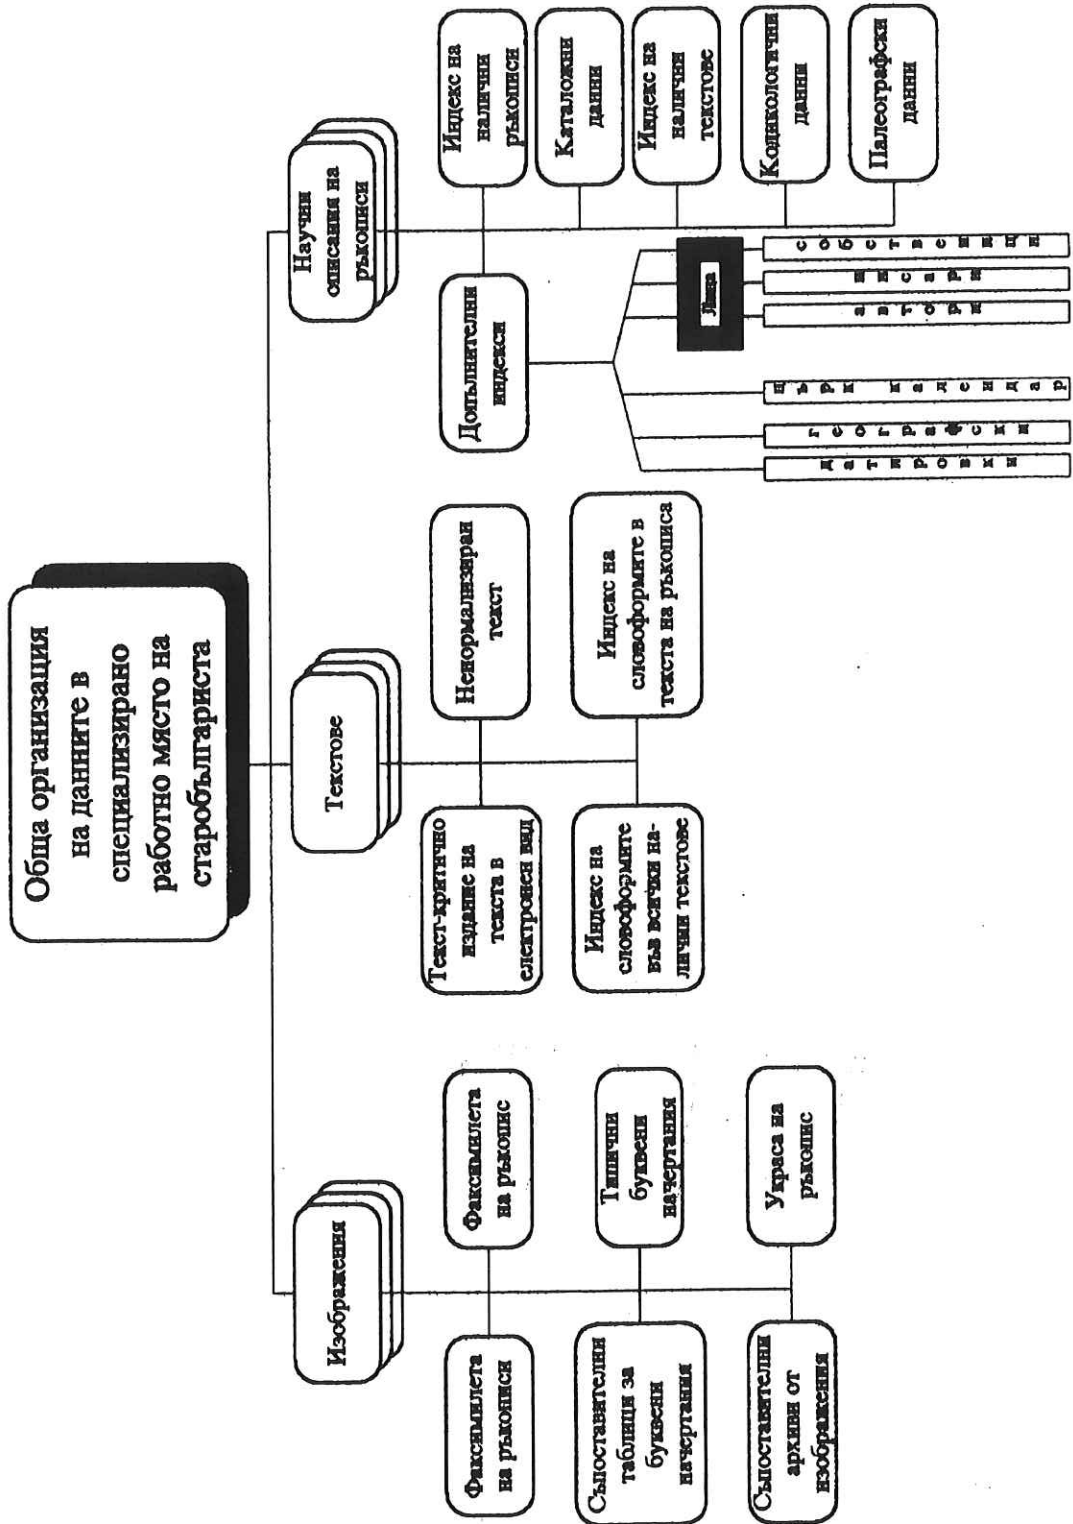 Обща организация
на данните в
специализирано
работно място на
старобългариста
Изображения
Текстове
Научни
описания на
ръкописи
Факсимилета
на ръкописи
Факсимилета
на ръкопис
Съпоставителни
таблици за
буквени
начертания
Типични
буквени
начертания
Съпоставителни
архиви от
изображения
Украса на
ръкопис
Текст-критично
издание на
текста в
електронен вид
Ненормализиран
текст
Индекс на
словоформите
във всички на-
лични текстове
Индекс на
словоформите в
текста на ръкописа
Допълнителни
индекси
Индекс на
налични
ръкописи
Каталожни
данни
Индекс на
налични
текстове
Кодикологични
данни
Палеографски
данни
Лица
датировки
географски
църк календар
автори
писари
собственици